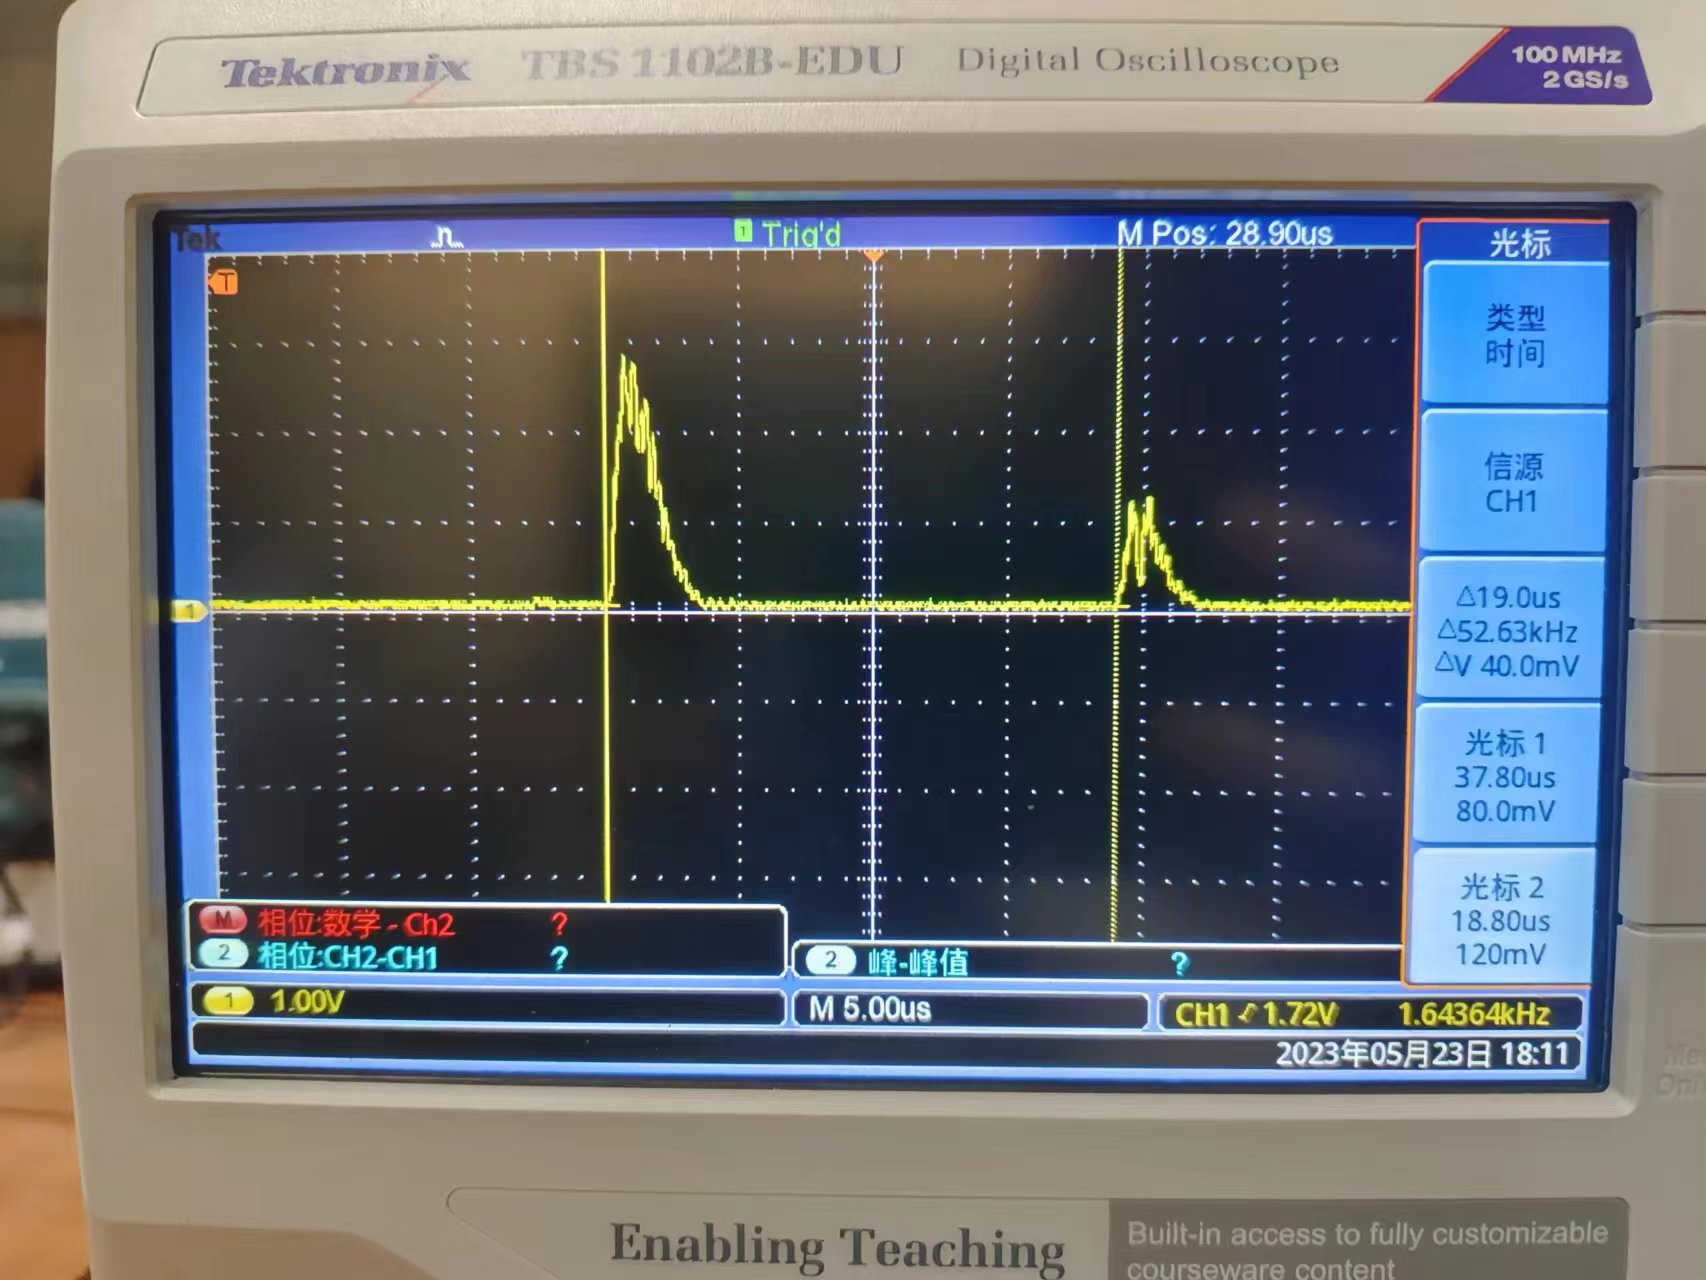 Tektronix TBS 1102B-EDU Digital Oscilloscope
100 MHz
2 GS/s
Tek
1 Trig'd
M Pos: 28.90us
T
1
光标
类型
时间
信源
CH1
△19.0us
△52.63kHz
△V 40.0mV
光标 1
37.80us
80.0mV
光标 2
18.80us
120mV
M 相位:数学 - Ch2 ?
2 相位:CH2-CH1 ?
2 峰-峰值 ?
1 1.00V
M 5.00us
CH1 1.72V 1.64364kHz
2023年05月23日 18:11
Enabling Teaching
Built-in access to fully customizable
courseware content